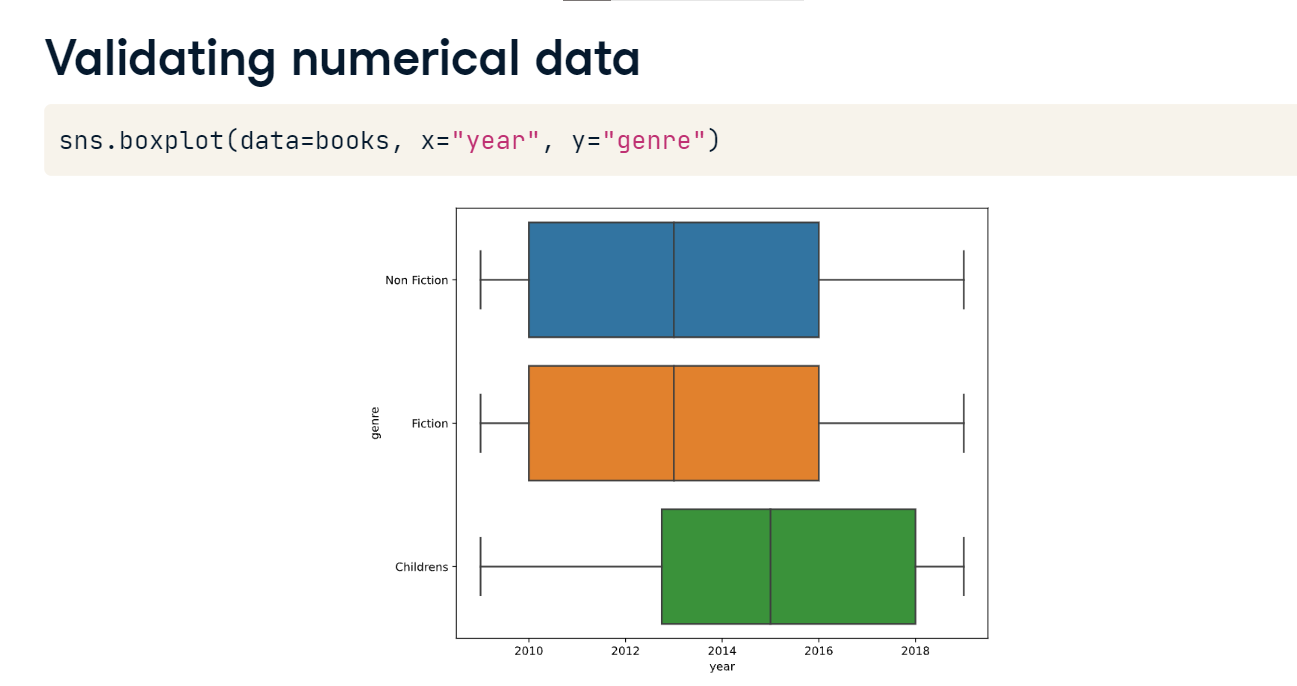 Validating numerical data
sns.boxplot(data=books, x="year", y="genre")
Non Fiction
Fiction
genre
Childrens
2010 2012 2014 2016 2018
year